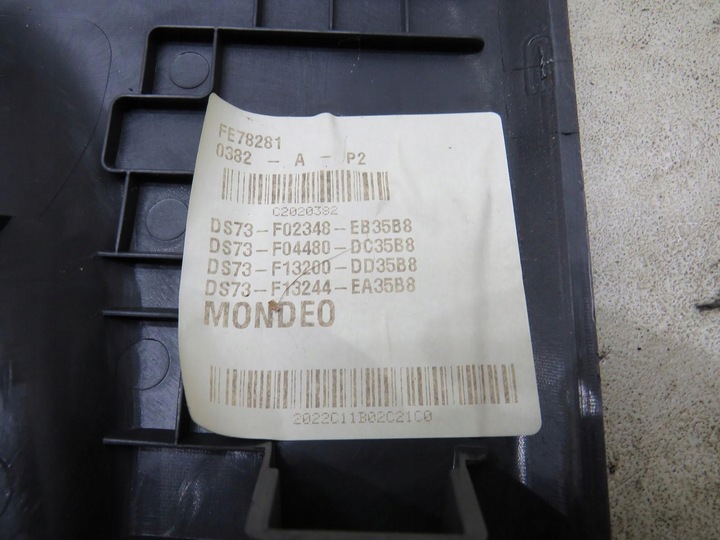 FE78281
0382 - A - P2
C2020382
DS73-F02348-EB35B8
DS73-F04480-DC35B8
DS73-F13200-DD35B8
DS73-F13244-EA35B8
MONDEO
2022C11B02C21C0